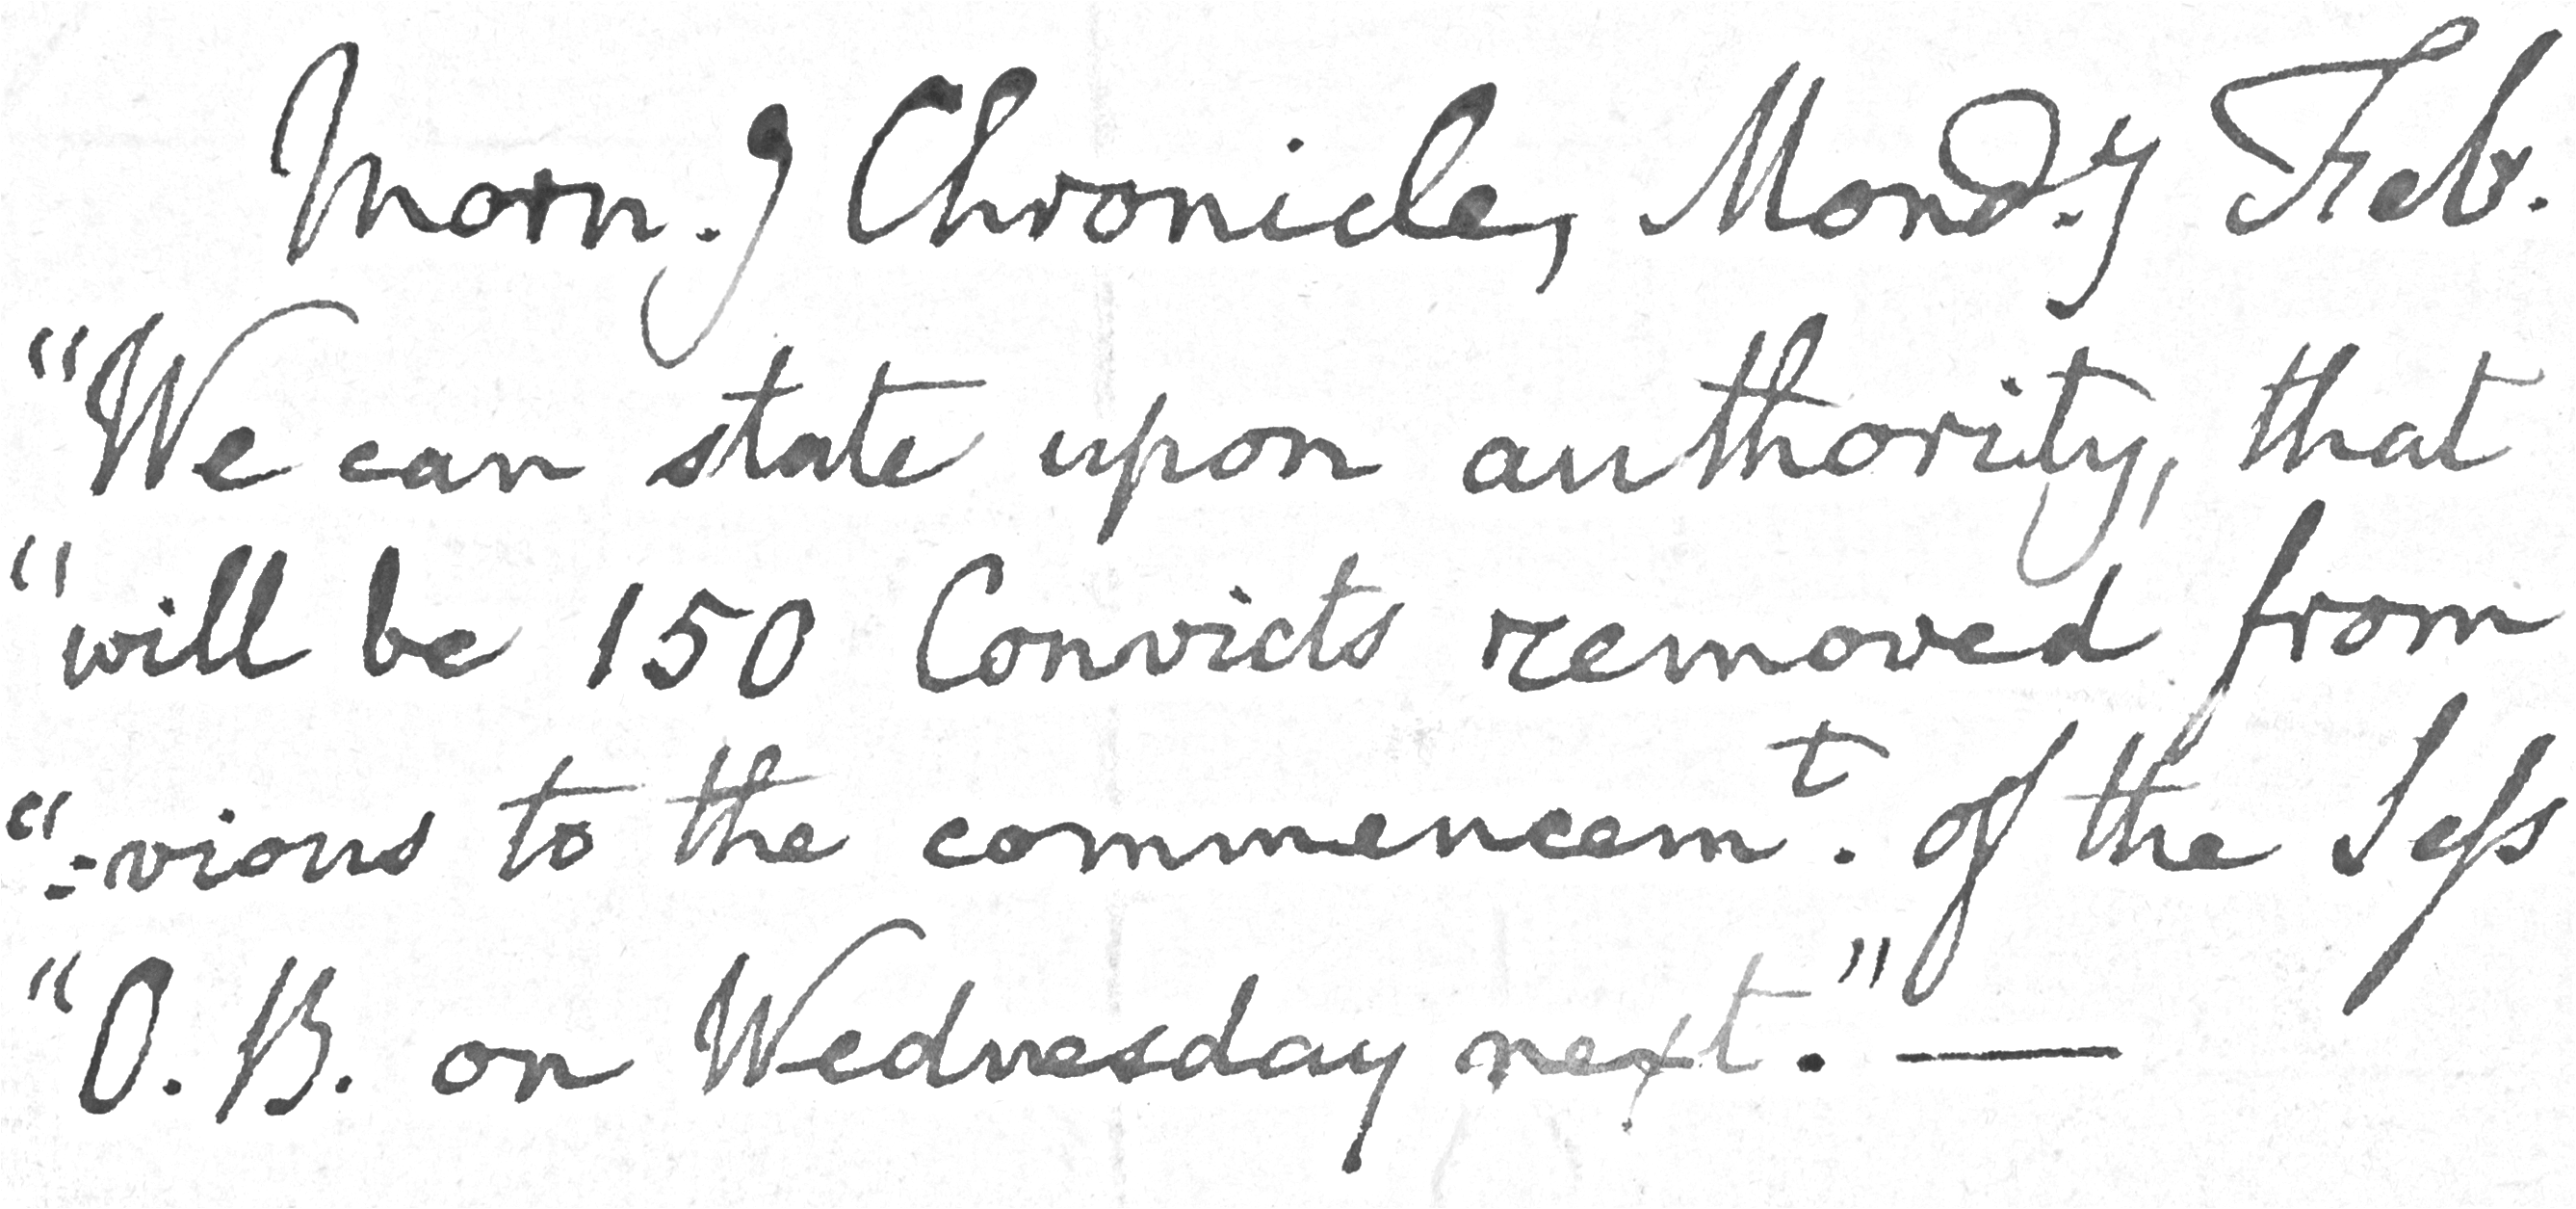 Morn.g Chronicle, Mond.y Feb.
"We can state upon authority, that
"will be 150 Convicts removed from
"=vious to the commencem.t of the Sess
"O. B. on Wednesday next." —